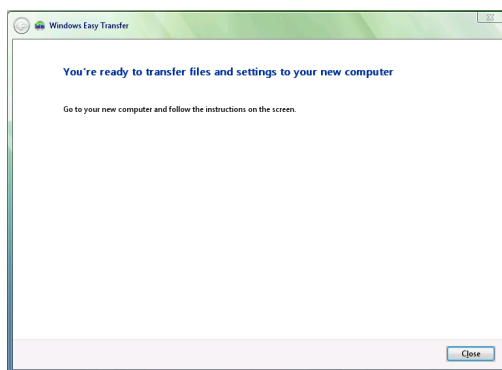 Windows Easy Transfer
You're ready to transfer files and settings to your new computer
Go to your new computer and follow the instructions on the screen.
Close